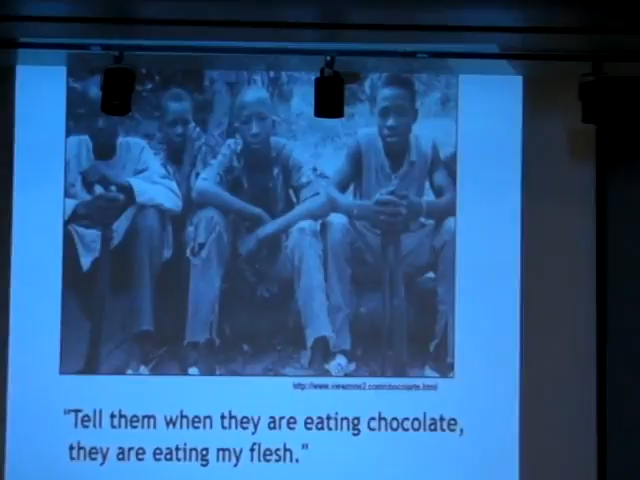 "Tell them when they are eating chocolate,
they are eating my flesh."